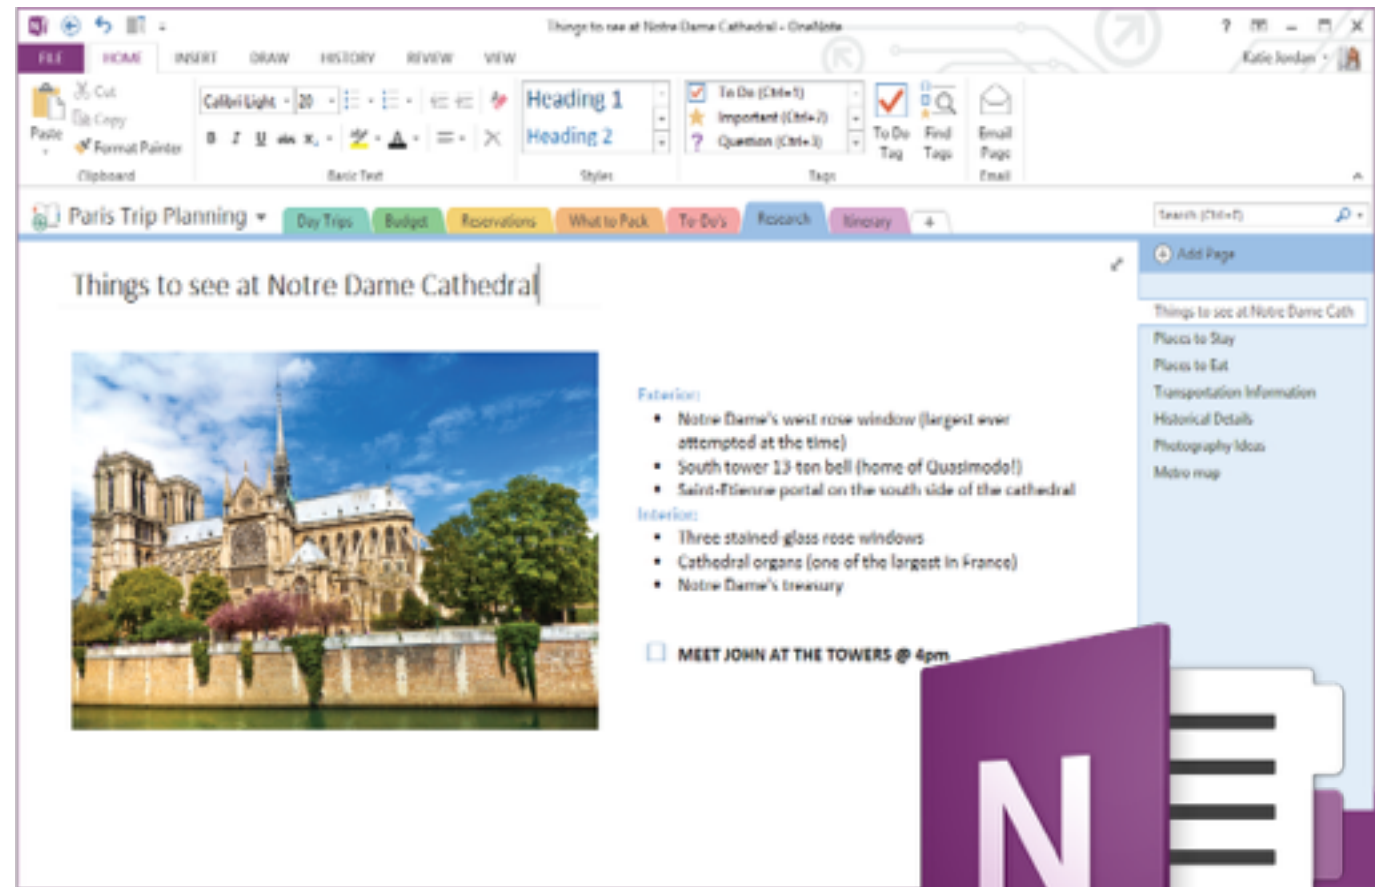 Things to see at Notre Dame Cathedral - OneNote
?
FILE HOME INSERT DRAW HISTORY REVIEW VIEW
Katie Jordan
Paste
Cut
Copy
Format Painter
Clipboard
Calibri Light 20
B I U abc x₂ A
Basic Text
Heading 1
Heading 2
Styles
To Do (Ctrl+1)
Important (Ctrl+2)
Question (Ctrl+3)
Tags
To Do Tag
Find Tags
Email Page
Email
Paris Trip Planning
Day Trips Budget Reservations What to Pack To-Do's Research Itinerary +
Search (Ctrl+E)
Things to see at Notre Dame Cathedral
Exterior:
• Notre Dame's west rose window (largest ever
attempted at the time)
• South tower 13-ton bell (home of Quasimodo!)
• Saint-Etienne portal on the south side of the cathedral
Interior:
• Three stained-glass rose windows
• Cathedral organs (one of the largest in France)
• Notre Dame's treasury
MEET JOHN AT THE TOWERS @ 4pm
Add Page
Things to see at Notre Dame Cath
Places to Stay
Places to Eat
Transportation Information
Historical Details
Photography Ideas
Metro map
N